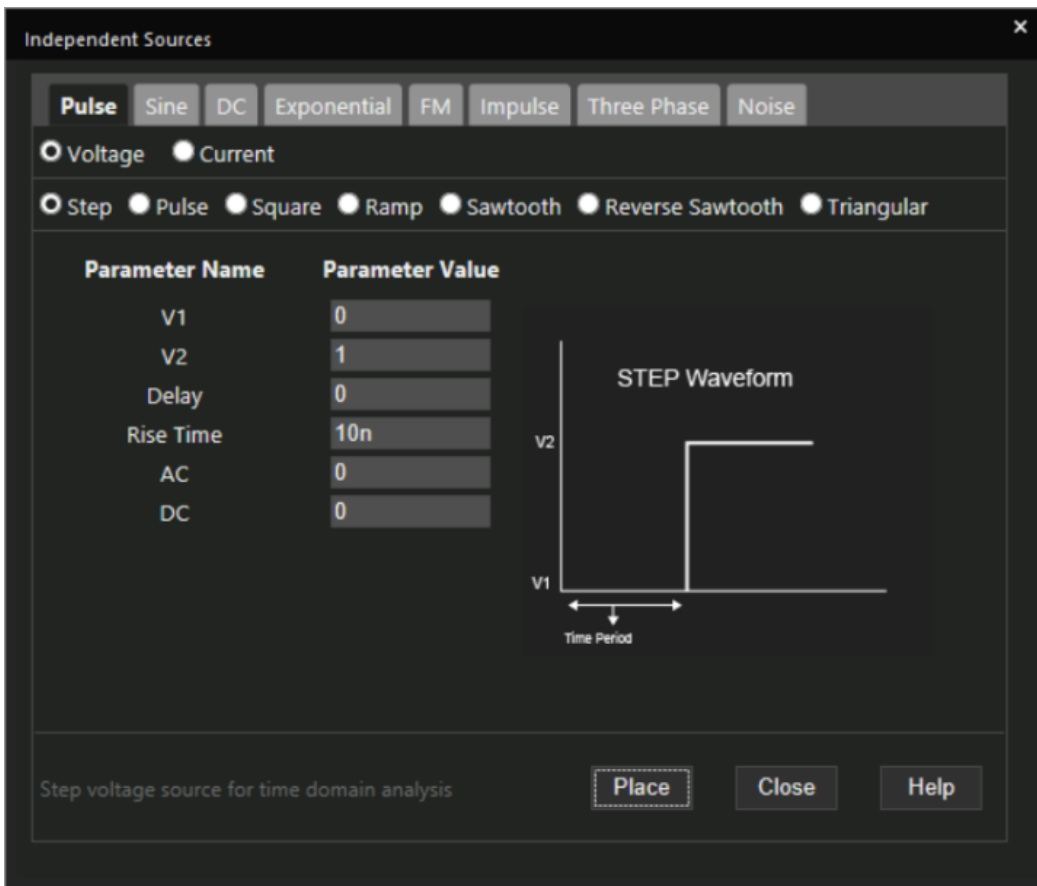 Independent Sources
Pulse Sine DC Exponential FM Impulse Three Phase Noise
Voltage Current
Step Pulse Square Ramp Sawtooth Reverse Sawtooth Triangular
Parameter Name Parameter Value
V1 0
V2 1
Delay 0
Rise Time 10n
AC 0
DC 0
STEP Waveform
V2
V1
Time Period
Step voltage source for time domain analysis
Place Close Help